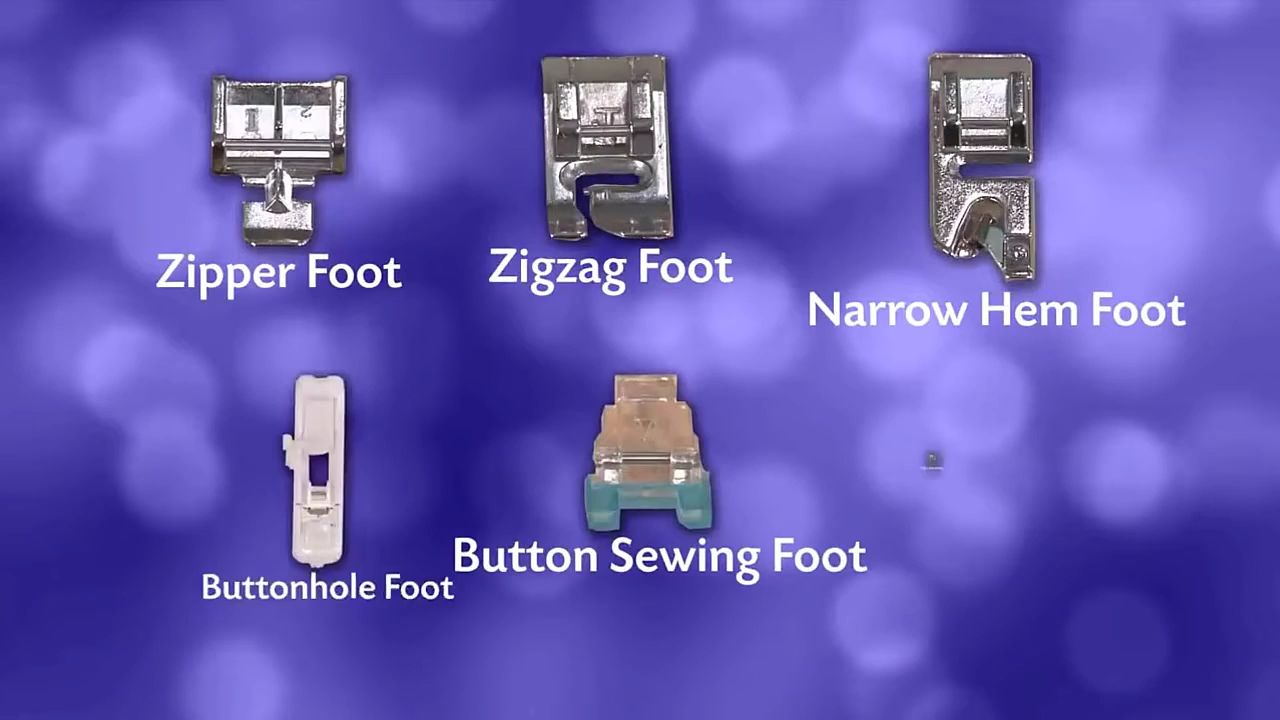 Zipper Foot
Zigzag Foot
Narrow Hem Foot
Buttonhole Foot
Button Sewing Foot